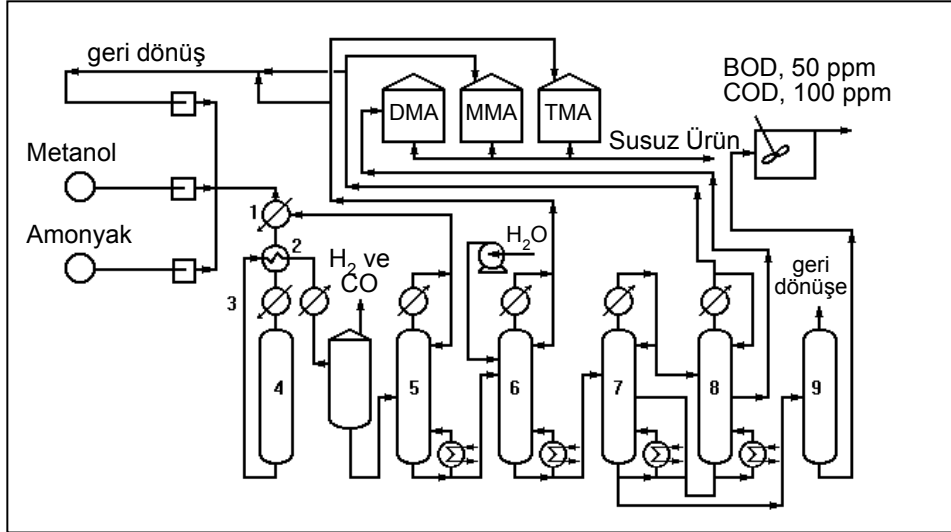 geri dönüş
BOD, 50 ppm
COD, 100 ppm
DMA
MMA
TMA
Susuz Ürün
Metanol
1
Amonyak
2
H₂ ve
CO
H₂O
geri
dönüşe
3
4
5
6
7
8
9